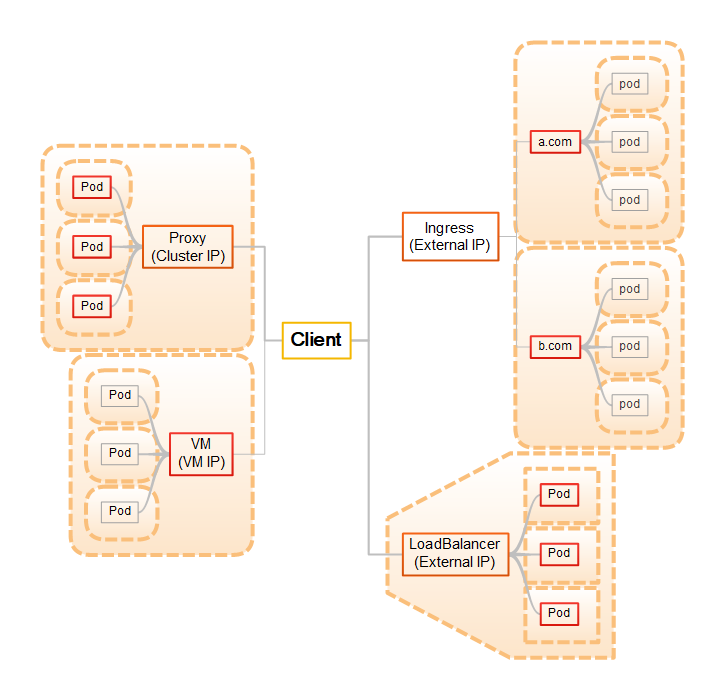 Pod
Pod
Pod
Proxy
(Cluster IP)
Pod
Pod
Pod
VM
(VM IP)
Client
Ingress
(External IP)
a.com
pod
pod
pod
b.com
pod
pod
pod
LoadBalancer
(External IP)
Pod
Pod
Pod